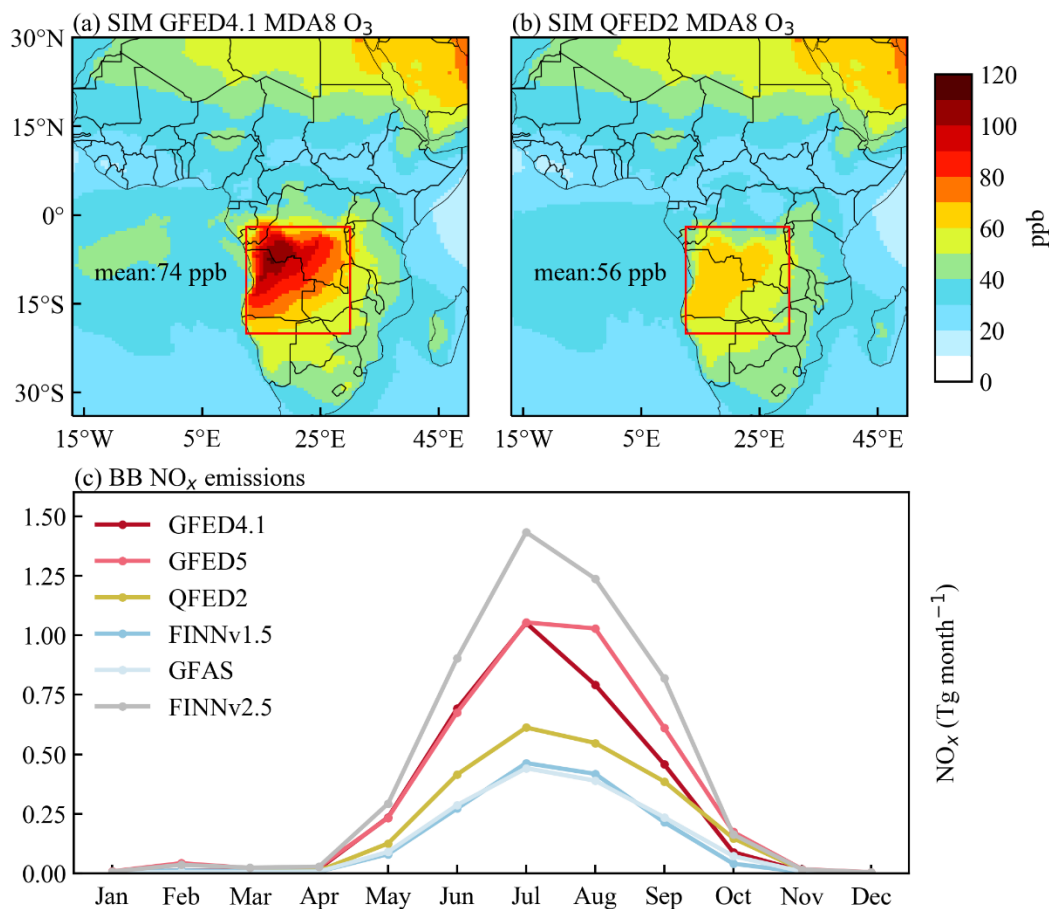 (a) SIM GFED4.1 MDA8 O₃
(b) SIM QFED2 MDA8 O₃
30°N
15°N
0°
15°S
30°S
mean:74 ppb
mean:56 ppb
15°W 5°E 25°E 45°E
15°W 5°E 25°E 45°E
120
100
80
60
40
20
0
ppb
(c) BB NOₓ emissions
1.50
1.25
1.00
0.75
0.50
0.25
0.00
GFED4.1
GFED5
QFED2
FINNv1.5
GFAS
FINNv2.5
NOₓ (Tg month⁻¹)
Jan Feb Mar Apr May Jun Jul Aug Sep Oct Nov Dec